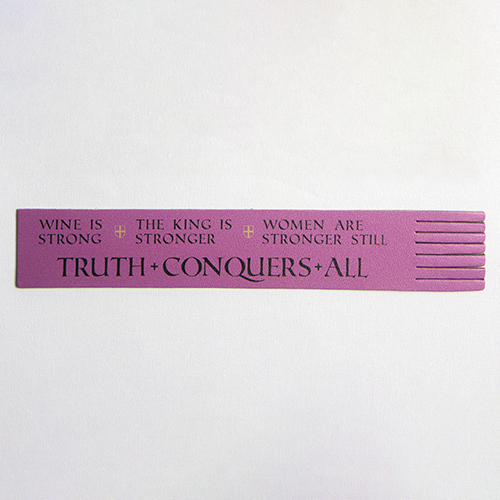 WINE IS STRONG + THE KING IS STRONGER + WOMEN ARE STRONGER STILL
TRUTH + CONQUERS + ALL